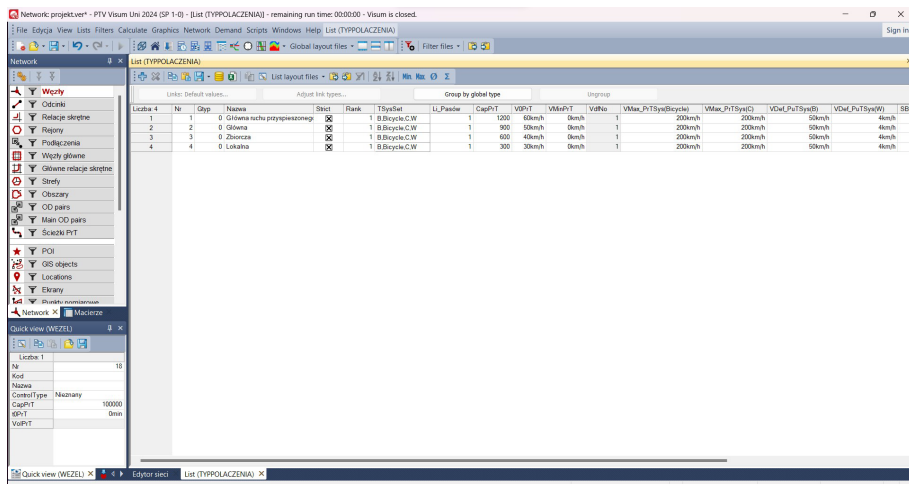 Network: projekt.ver* - PTV Visum Uni 2024 (SP 1-0) - [List (TYPPOLACZENIA)] - remaining run time: 00:00:00 - Visum is closed.
File Edycja View Lists Filters Calculate Graphics Network Demand Scripts Windows Help List (TYPPOLACZENIA) Sign in
Global layout files Filter files
Network List (TYPPOLACZENIA)
List layout files Min Max Ø Σ
Links: Default values... Adjust link types... Group by global type Ungroup
Liczba: 4 Nr Gtyp Nazwa Strict Rank TSysSet Li_Pasów CapPrT V0PrT VMinPrT VdfNo VMax_PrTSys(Bicycle) VMax_PrTSys(C) VDef_PuTSys(B) VDef_PuTSys(W) SB
1 1 0 Główna ruchu przyspieszoneg 1 B,Bicycle,C,W 1 1200 60km/h 0km/h 1 200km/h 200km/h 50km/h 4km/h
2 2 0 Główna 1 B,Bicycle,C,W 1 900 50km/h 0km/h 1 200km/h 200km/h 50km/h 4km/h
3 3 0 Zbiorcza 1 B,Bicycle,C,W 1 600 40km/h 0km/h 1 200km/h 200km/h 50km/h 4km/h
4 4 0 Lokalna 1 B,Bicycle,C,W 1 300 30km/h 0km/h 1 200km/h 200km/h 50km/h 4km/h
Węzły
Odcinki
Relacje skrętne
Rejony
Podłączenia
Węzły główne
Główne relacje skrętne
Strefy
Obszary
OD pairs
Main OD pairs
Ścieżki PrT
POI
GIS objects
Locations
Ekrany
Punkty pomiarowe
Network Macierze
Quick view (WEZEL)
Liczba: 1
Nr 18
Kod
Nazwa
ControlType Nieznany
CapPrT 100000
t0PrT 0min
VolPrT
Quick view (WEZEL) Edytor sieci List (TYPPOLACZENIA)